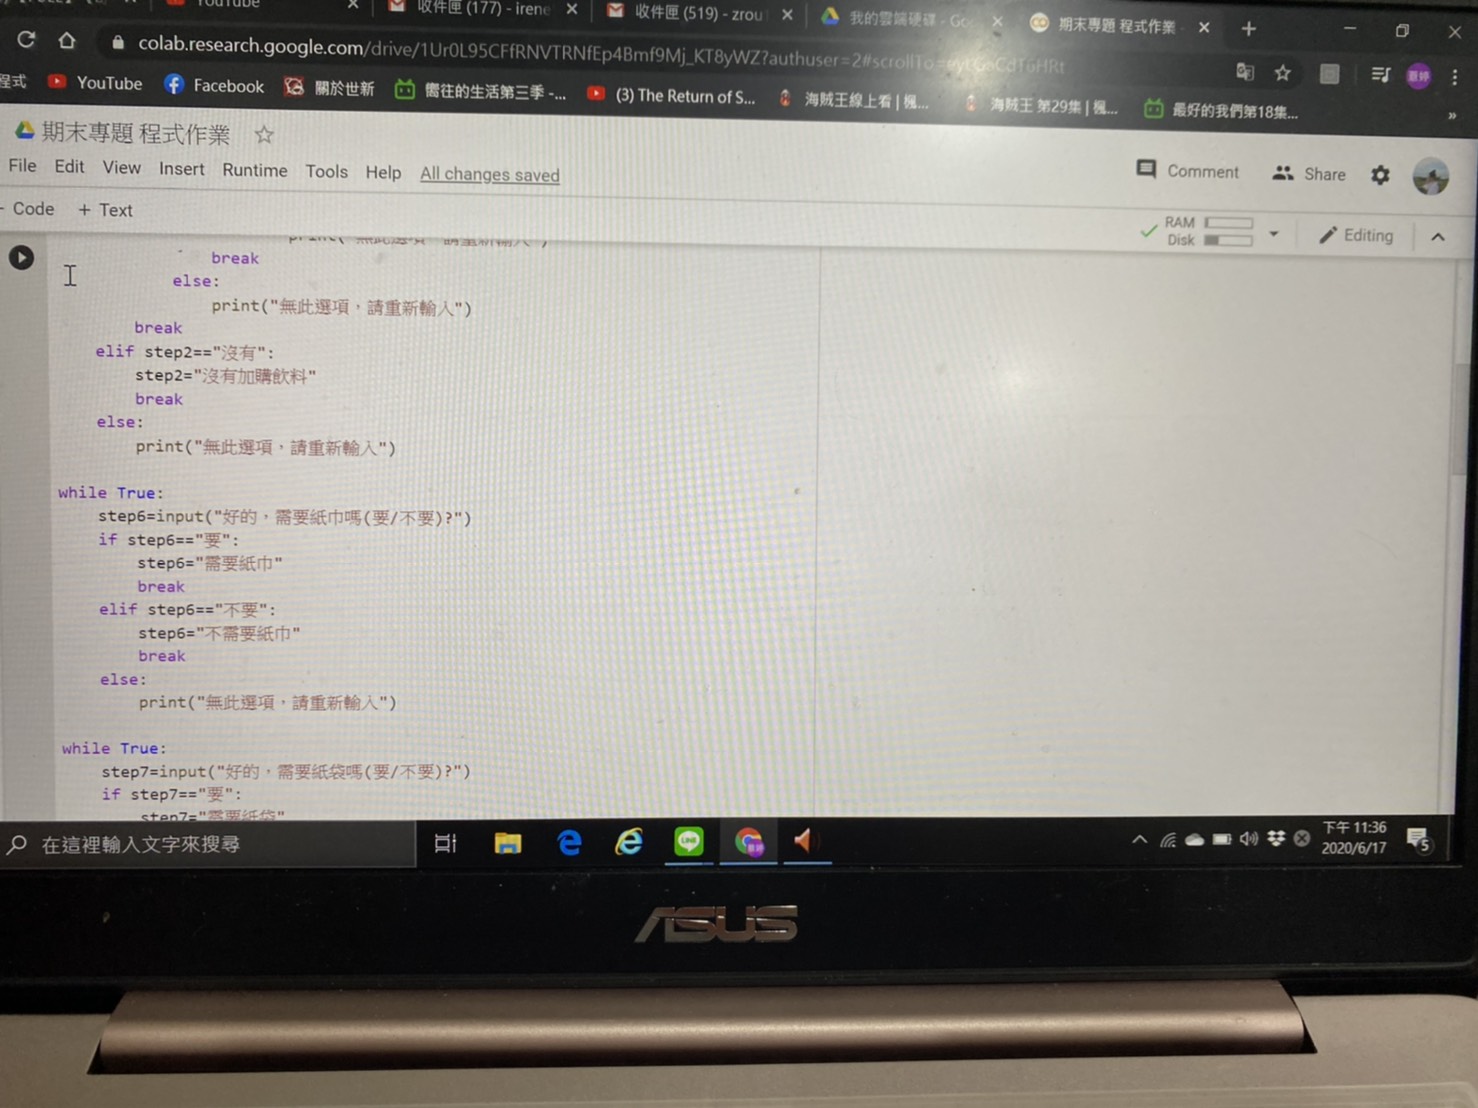 YouTube
收件匣 (177) - irene
收件匣 (519) - zrou
我的雲端硬碟 - Go
期末專題 程式作業
colab.research.google.com/drive/1Ur0L95CFfRNVTRNfEp4Bmf9Mj_KT8yWZ?authuser=2#scrollTo=
程式
YouTube
Facebook
關於世新
嚮往的生活第三季 -...
(3) The Return of S...
海賊王線上看 | 楓...
海賊王 第29集 | 楓...
最好的我們第18集...
»
期末專題 程式作業
File Edit View Insert Runtime Tools Help All changes saved
Comment
Share
Code + Text
RAM
Disk
Editing
print("無此選項，請重新輸入")
break
else:
print("無此選項，請重新輸入")
break
elif step2=="沒有":
step2="沒有加購飲料"
break
else:
print("無此選項，請重新輸入")
while True:
step6=input("好的，需要紙巾嗎(要/不要)?")
if step6=="要":
step6="需要紙巾"
break
elif step6=="不要":
step6="不需要紙巾"
break
else:
print("無此選項，請重新輸入")
while True:
step7=input("好的，需要紙袋嗎(要/不要)?")
if step7=="要":
step7="需要紙袋"
在這裡輸入文字來搜尋
LINE
下午 11:36
2020/6/17
5
ASUS